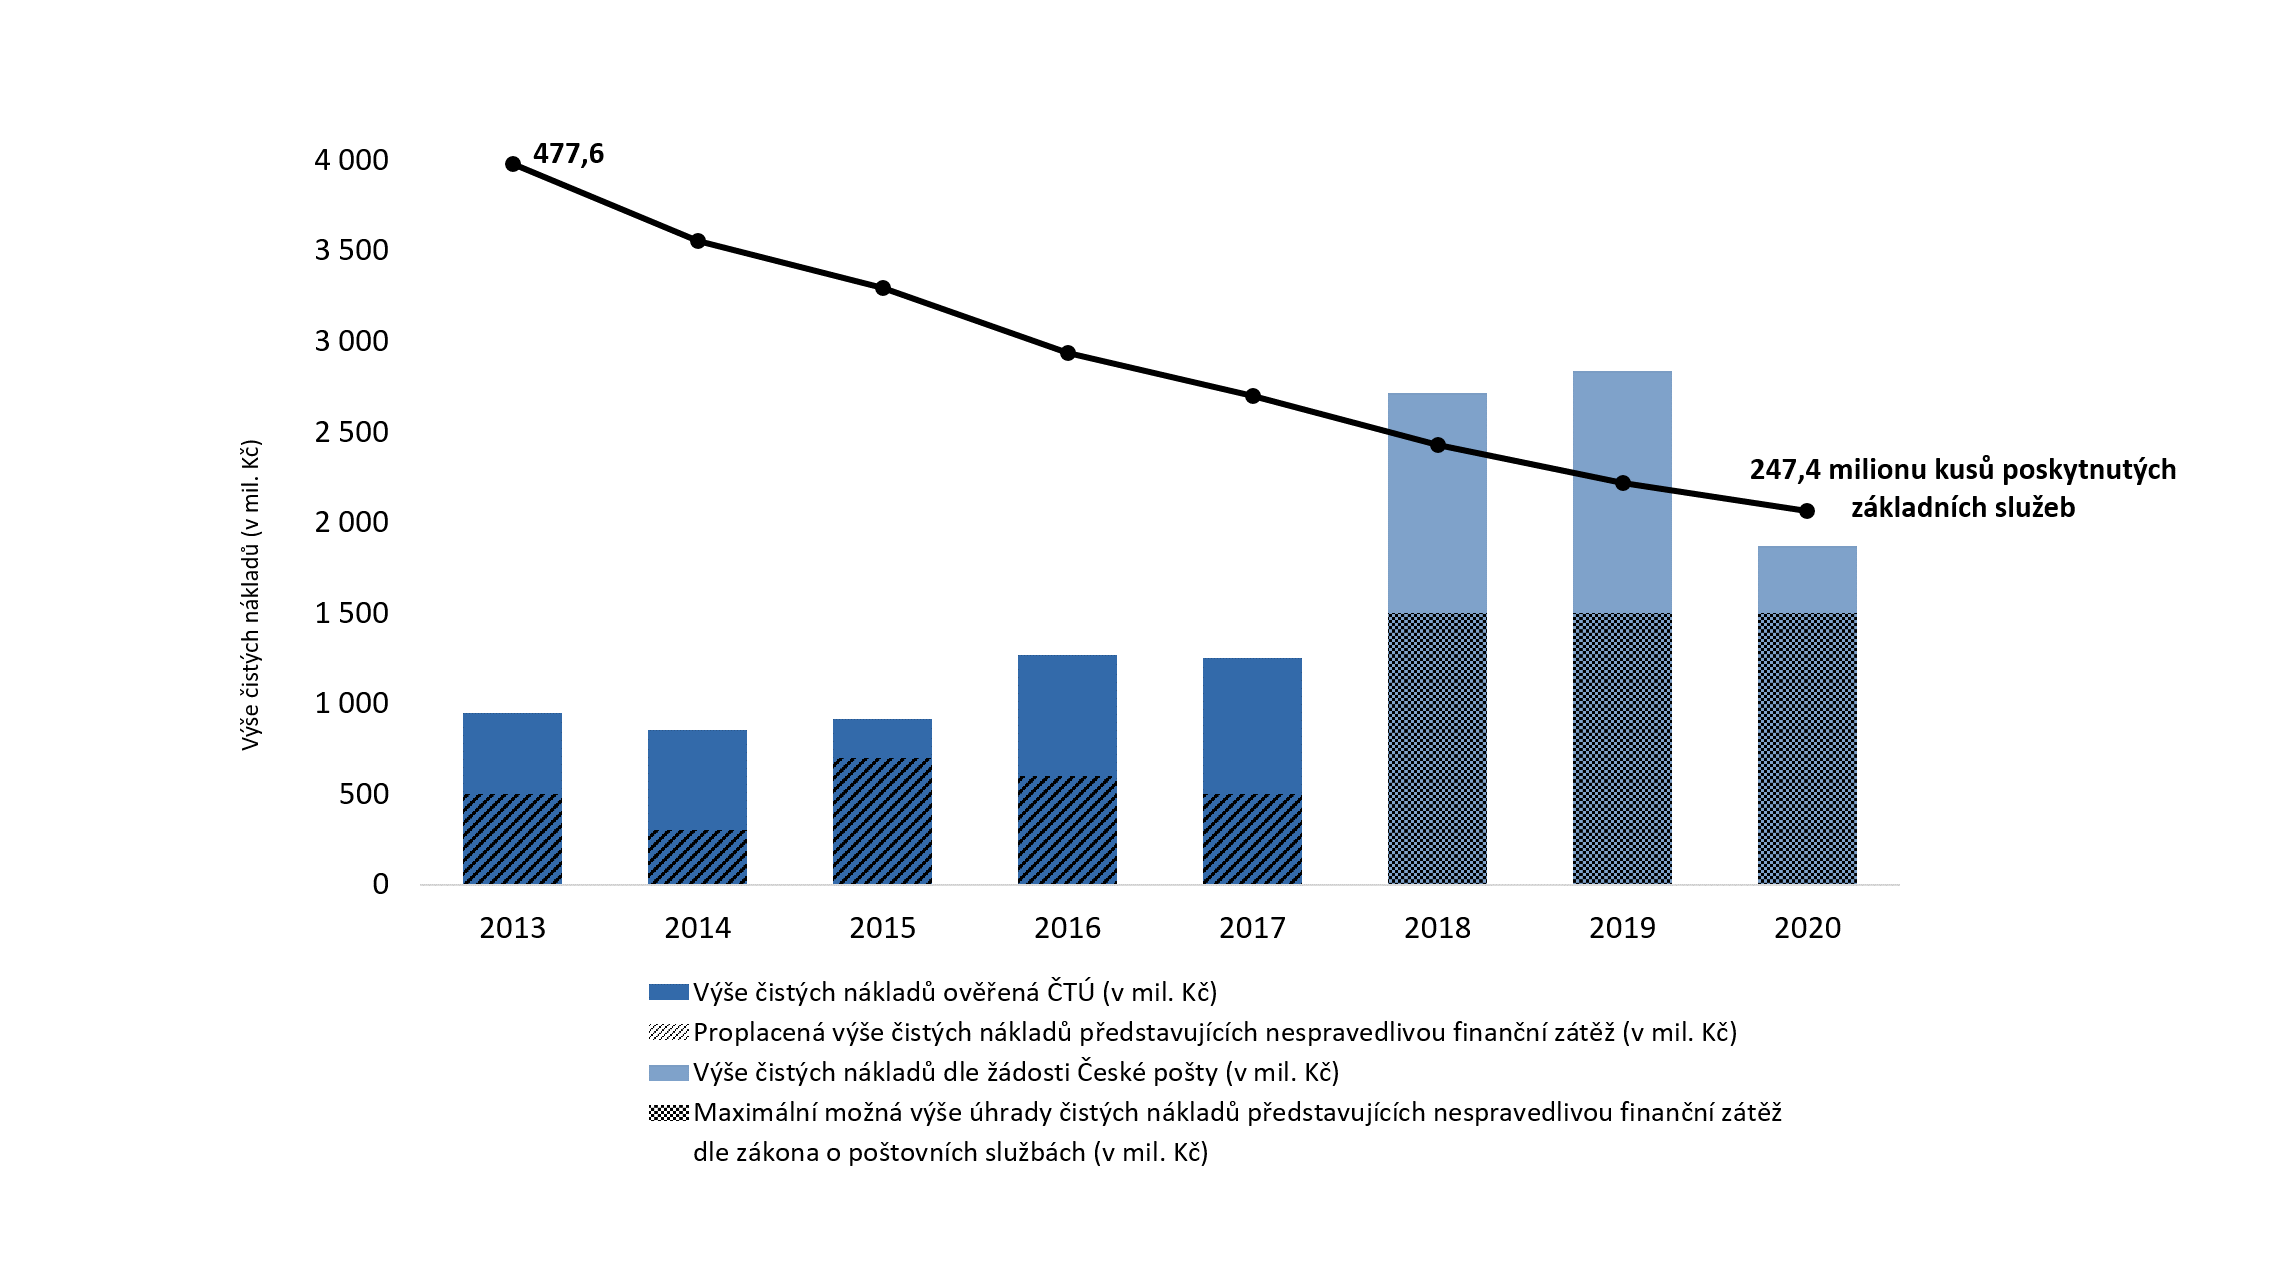 477,6
4 000
3 500
3 000
2 500
2 000
1 500
1 000
500
0
Výše čistých nákladů (v mil. Kč)
247,4 milionu kusů poskytnutých
základních služeb
2013 2014 2015 2016 2017 2018 2019 2020
Výše čistých nákladů ověřená ČTÚ (v mil. Kč)
Proplacená výše čistých nákladů představujících nespravedlivou finanční zátěž (v mil. Kč)
Výše čistých nákladů dle žádosti České pošty (v mil. Kč)
Maximální možná výše úhrady čistých nákladů představujících nespravedlivou finanční zátěž
dle zákona o poštovních službách (v mil. Kč)